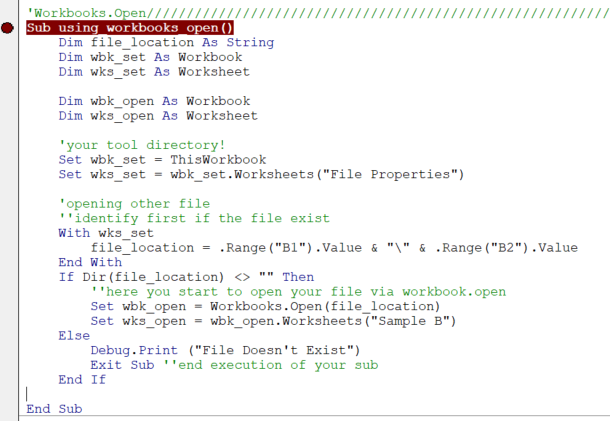 'Workbooks.Open//////////////////////////////////////////////////////////
Sub using_workbooks_open()
Dim file_location As String
Dim wbk_set As Workbook
Dim wks_set As Worksheet
Dim wbk_open As Workbook
Dim wks_open As Worksheet
'your tool directory!
Set wbk_set = ThisWorkbook
Set wks_set = wbk_set.Worksheets("File Properties")
'opening other file
''identify first if the file exist
With wks_set
file_location = .Range("B1").Value & "\" & .Range("B2").Value
End With
If Dir(file_location) <> "" Then
''here you start to open your file via workbook.open
Set wbk_open = Workbooks.Open(file_location)
Set wks_open = wbk_open.Worksheets("Sample B")
Else
Debug.Print ("File Doesn't Exist")
Exit Sub ''end execution of your sub
End If
End Sub